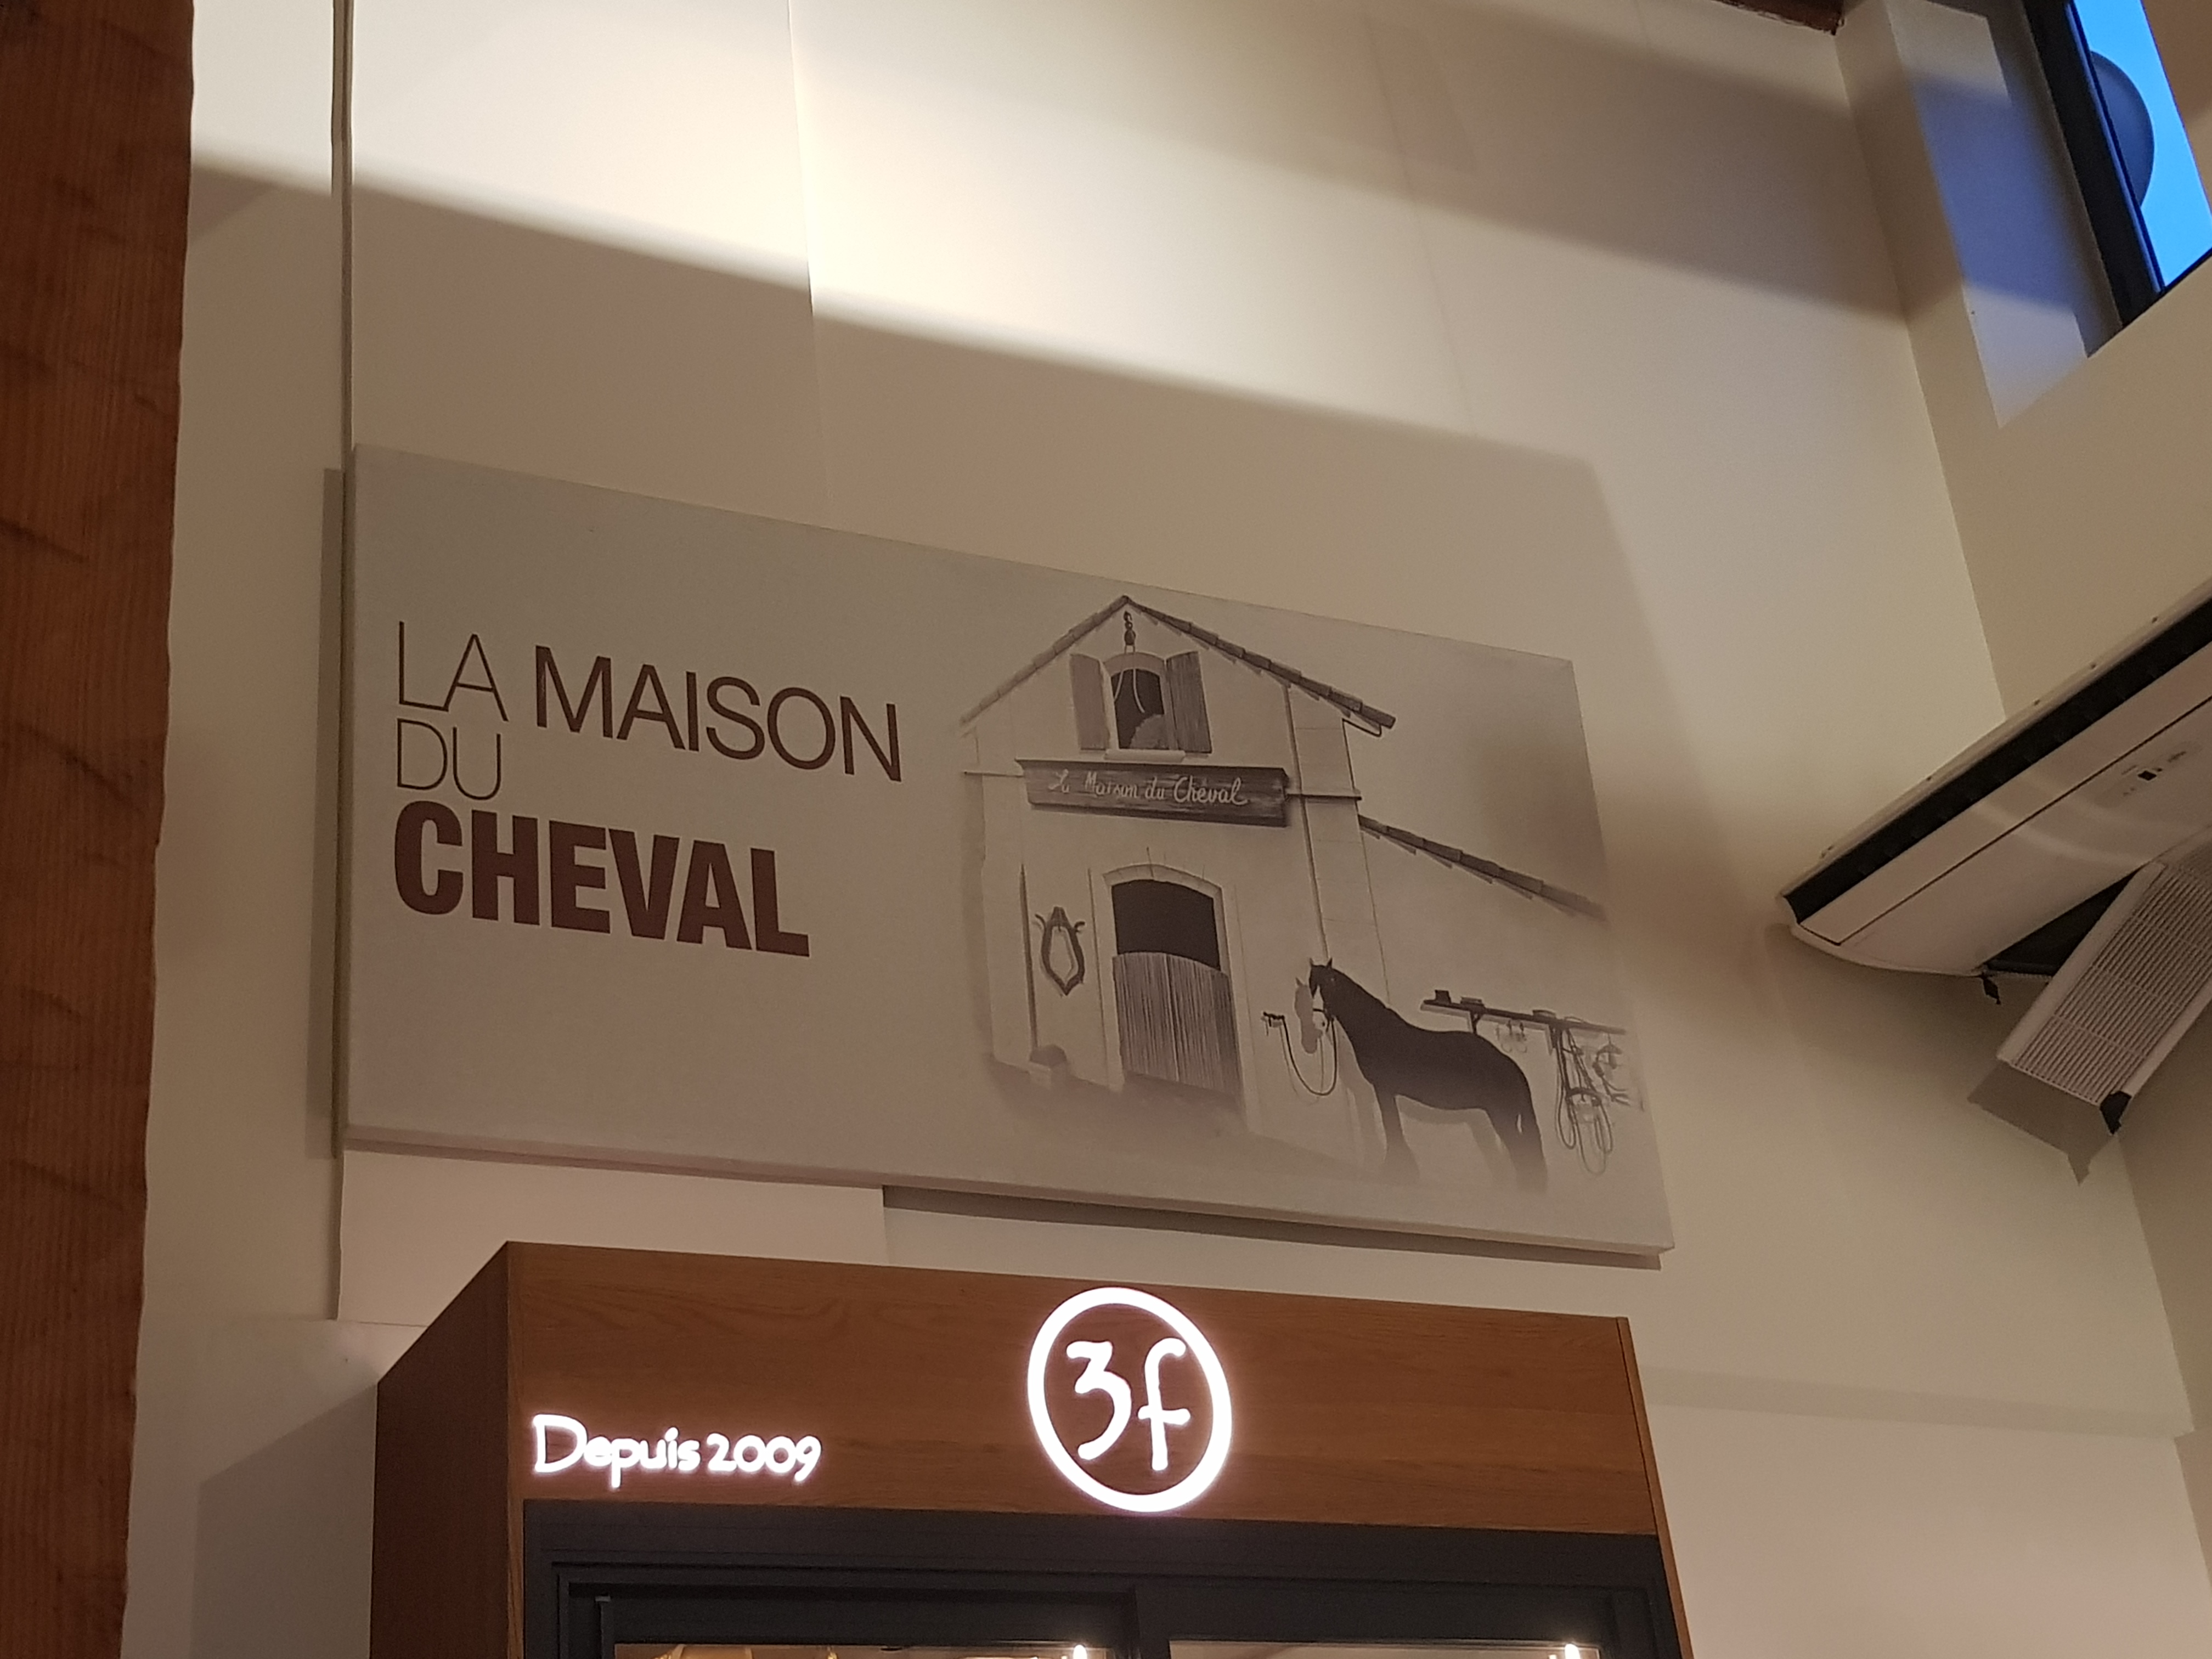 LA MAISON
DU
CHEVAL
La Maison du Cheval
Depuis 2009
3f